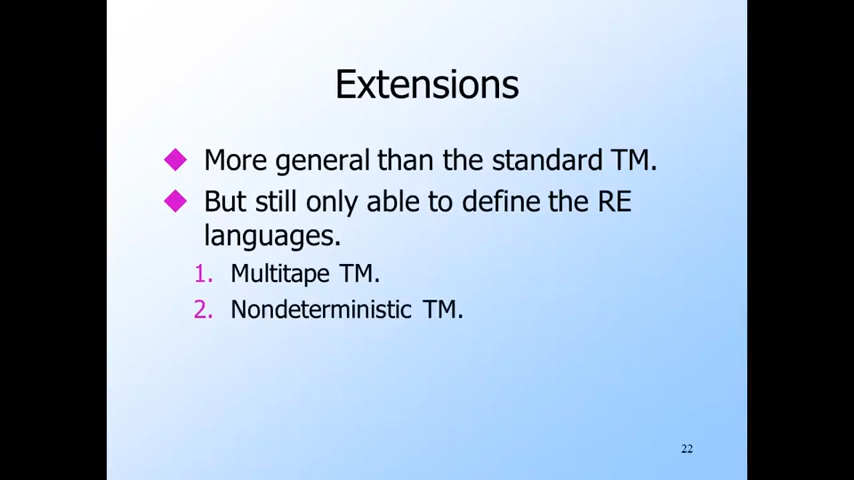 Extensions
More general than the standard TM.
But still only able to define the RE
languages.
1. Multitape TM.
2. Nondeterministic TM.
22